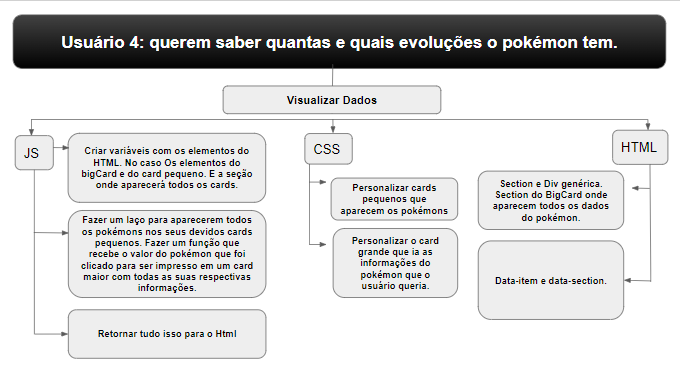 Usuário 4: querem saber quantas e quais evoluções o pokémon tem.
Visualizar Dados
JS
Criar variáveis com os elementos do
HTML. No caso Os elementos do
bigCard e do card pequeno. E a seção
onde aparecerá todos os cards.
Fazer um laço para aparecerem todos
os pokémons nos seus devidos cards
pequenos. Fazer um função que
recebe o valor do pokémon que foi
clicado para ser impresso em um card
maior com todas as suas respectivas
informações.
Retornar tudo isso para o Html
CSS
Personalizar cards
pequenos que
aparecem os pokémons
Personalizar o card
grande que ia as
informações do
pokémon que o
usuário queria.
HTML
Section e Div genérica.
Section do BigCard onde
aparecem todos os dados
do pokémon.
Data-item e data-section.